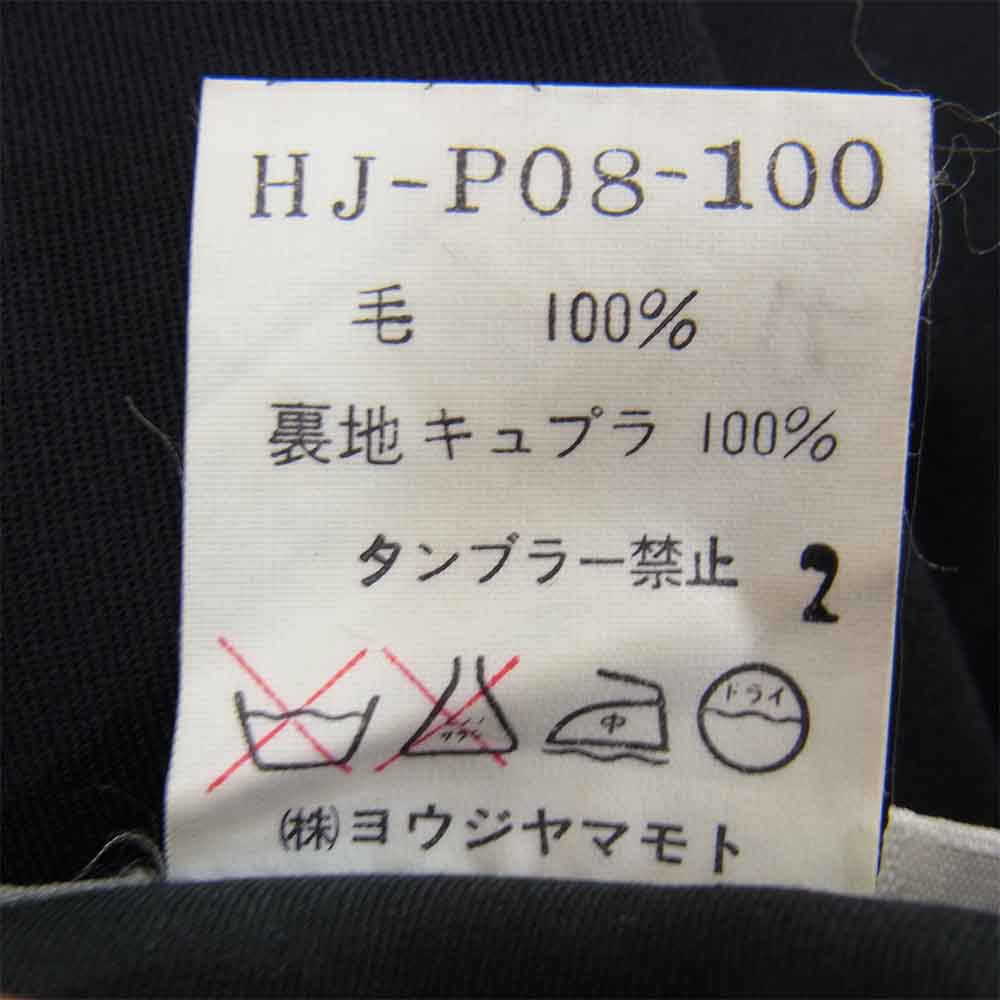 HJ-P08-100
毛 100%
裏地 キュプラ 100%
タンブラー禁止 2
中 ドライ
(株)ヨウジヤマモト